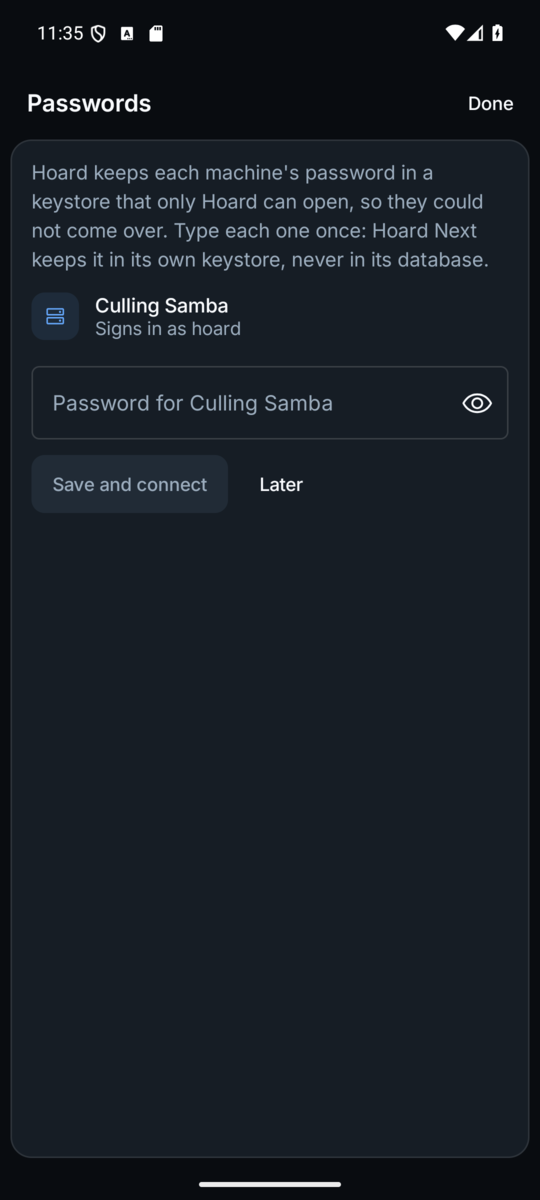 11:35
Passwords
Done
Hoard keeps each machine's password in a
keystore that only Hoard can open, so they could
not come over. Type each one once: Hoard Next
keeps it in its own keystore, never in its database.
Culling Samba
Signs in as hoard
Password for Culling Samba
Save and connect
Later